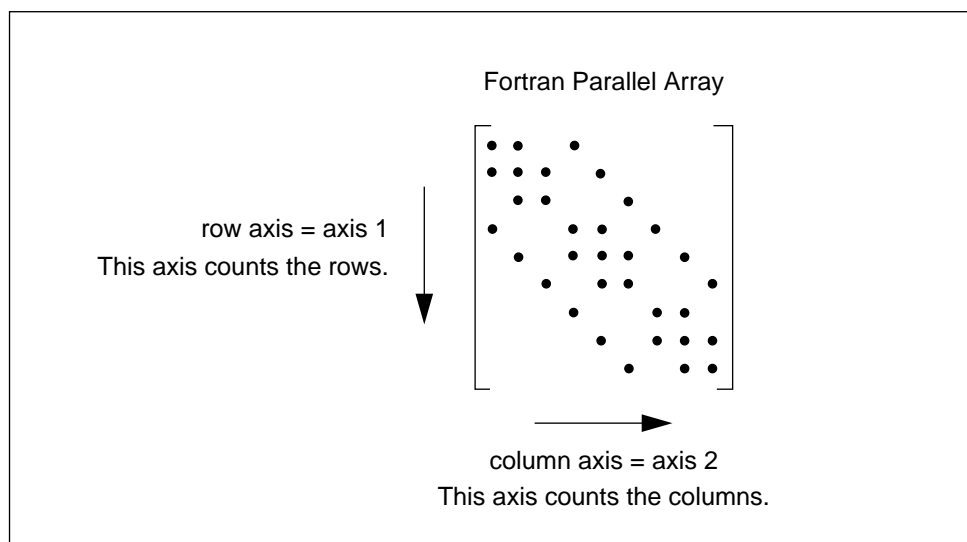 Fortran Parallel Array
row axis = axis 1
This axis counts the rows.
column axis = axis 2
This axis counts the columns.